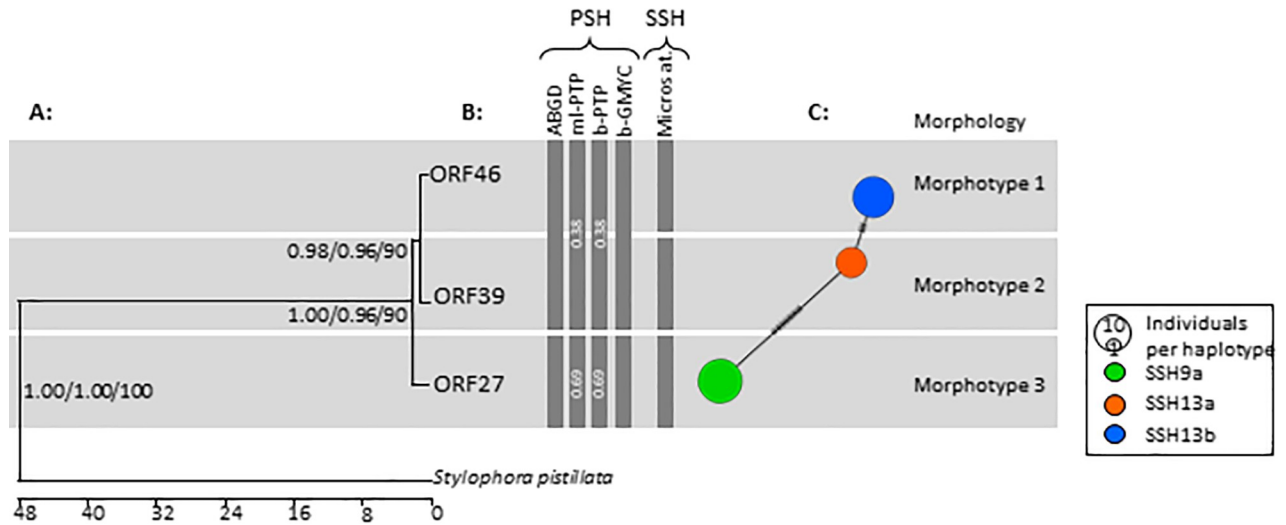 PSH SSH
ABGD
ml-PTP
b-PTP
b-GMYC
Micros at.
A:
B:
C:
Morphology
ORF46
Morphotype 1
0.38
0.38
0.98/0.96/90
ORF39
Morphotype 2
1.00/0.96/90
ORF27
0.69
0.69
Morphotype 3
1.00/1.00/100
Stylophora pistillata
48 40 32 24 16 8 0
10 Individuals
1 per haplotype
SSH9a
SSH13a
SSH13b